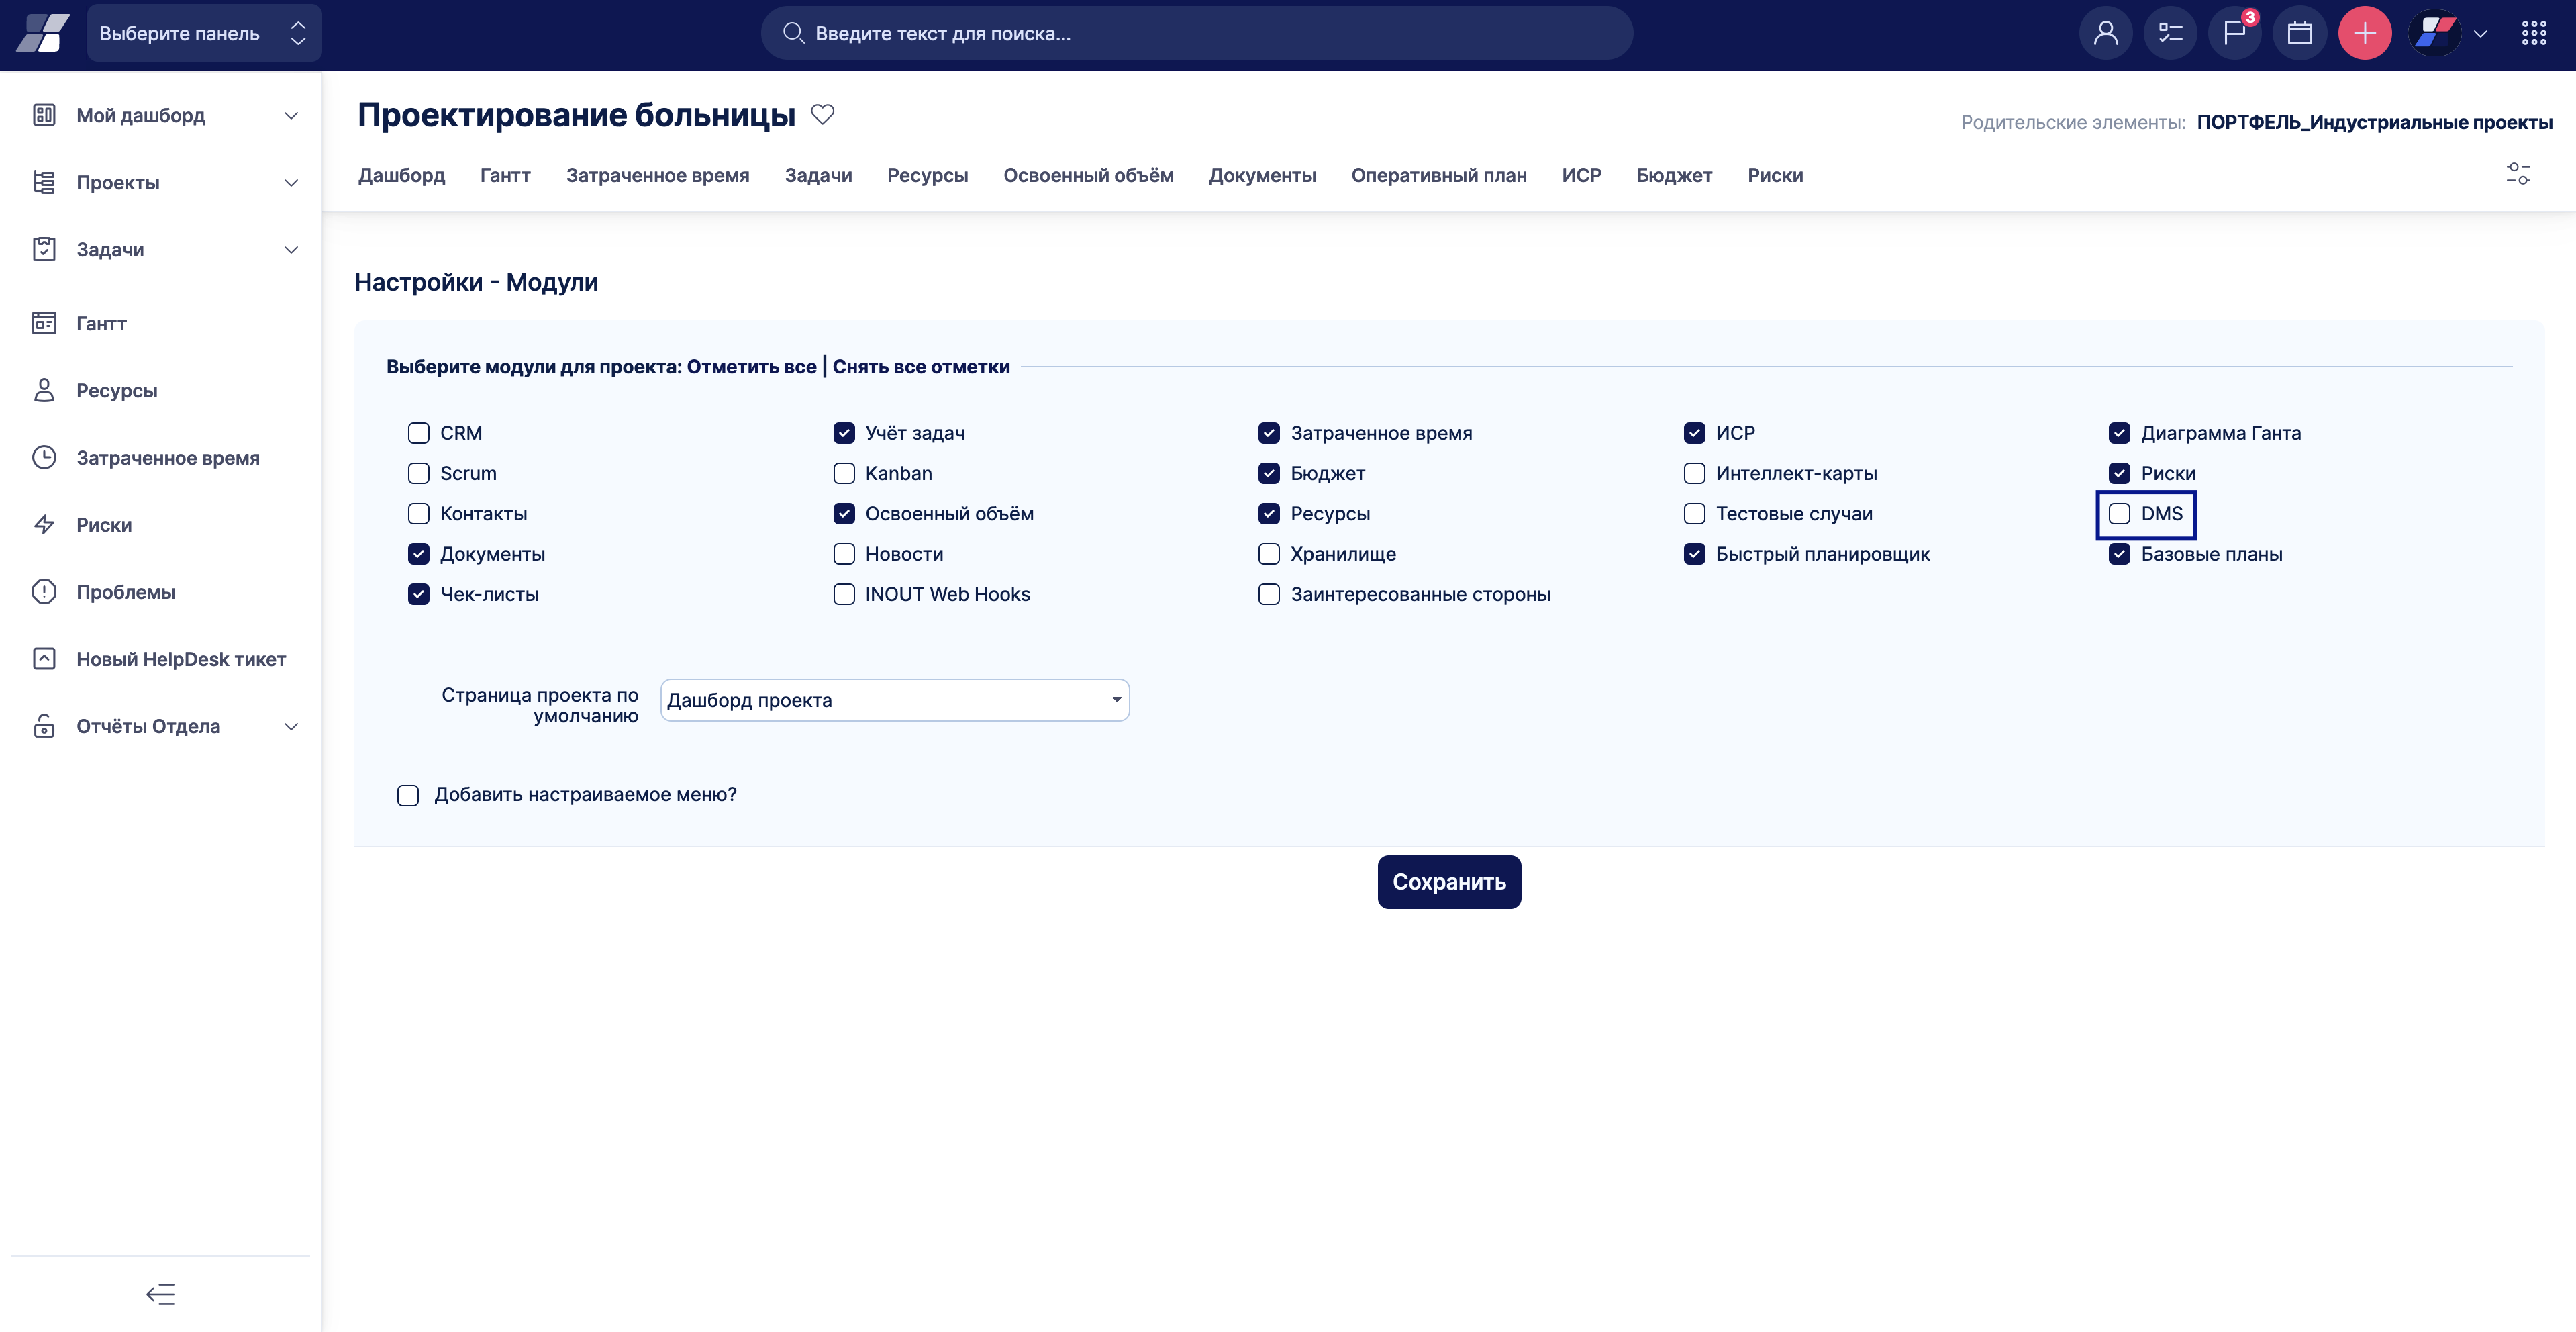 Выберите панель
Введите текст для поиска...
3
Мой дашборд
Проекты
Задачи
Гантт
Ресурсы
Затраченное время
Риски
Проблемы
Новый HelpDesk тикет
Отчёты Отдела
Проектирование больницы
Родительские элементы: ПОРТФЕЛЬ_Индустриальные проекты
Дашборд Гантт Затраченное время Задачи Ресурсы Освоенный объём Документы Оперативный план ИСР Бюджет Риски
Настройки - Модули
Выберите модули для проекта: Отметить все | Снять все отметки
CRM Учёт задач Затраченное время ИСР Диаграмма Ганта
Scrum Kanban Бюджет Интеллект-карты Риски
Контакты Освоенный объём Ресурсы Тестовые случаи DMS
Документы Новости Хранилище Быстрый планировщик Базовые планы
Чек-листы INOUT Web Hooks Заинтересованные стороны
Страница проекта по
умолчанию
Дашборд проекта
Добавить настраиваемое меню?
Сохранить